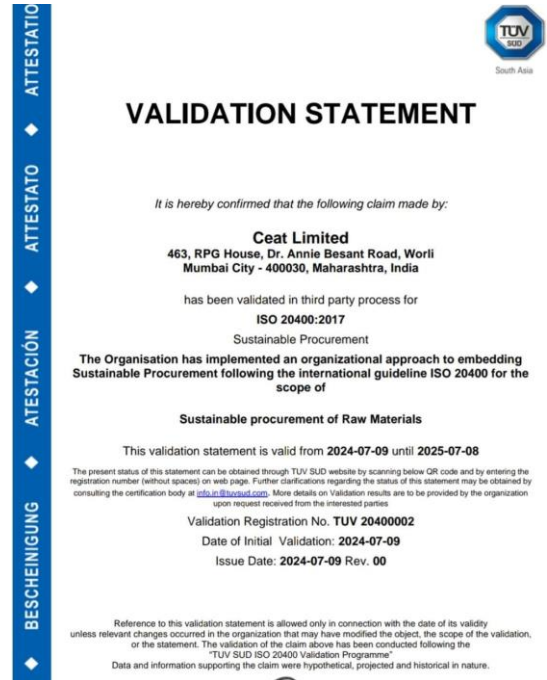 ATTESTATIO
ATTESTATO
ATESTACIÓN
BESCHEINIGUNG
TÜV
SUD
South Asia
VALIDATION STATEMENT
It is hereby confirmed that the following claim made by:
Ceat Limited
463, RPG House, Dr. Annie Besant Road, Worli
Mumbai City - 400030, Maharashtra, India
has been validated in third party process for
ISO 20400:2017
Sustainable Procurement
The Organisation has implemented an organizational approach to embedding
Sustainable Procurement following the international guideline ISO 20400 for the
scope of
Sustainable procurement of Raw Materials
This validation statement is valid from 2024-07-09 until 2025-07-08
The present status of this statement can be obtained through TUV SUD website by scanning below QR code and by entering the
registration number (without spaces) on web page. Further clarifications regarding the status of this statement may be obtained by
consulting the certification body at info.in@tuvsud.com. More details on Validation results are to be provided by the organization
upon request received from the interested parties
Validation Registration No. TUV 20400002
Date of Initial Validation: 2024-07-09
Issue Date: 2024-07-09 Rev. 00
Reference to this validation statement is allowed only in connection with the date of its validity
unless relevant changes occurred in the organization that may have modified the object, the scope of the validation,
or the statement. The validation of the claim above has been conducted following the
"TUV SUD ISO 20400 Validation Programme"
Data and information supporting the claim were hypothetical, projected and historical in nature.